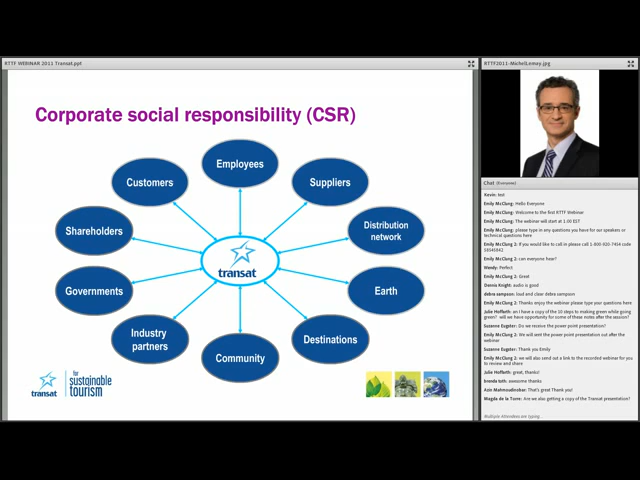 RTTF WEBINAR 2011 Transat.ppt
Corporate social responsibility (CSR)
Employees
Customers
Suppliers
Shareholders
Distribution
network
transat
Governments
Earth
Industry
partners
Destinations
Community
transat
for
sustainable
tourism
RTTF2011-MichelLemay.jpg
Chat (Everyone)
Kevin: test
Emily McClung: Hello Everyone
Emily McClung: Welcome to the first RTTF Webinar
Emily McClung: The webinar will start at 1.00 EST
Emily McClung: please type in any questions you have for our speakers or
technical questions here
Emily McClung 2: If you would like to call in please call 1-800-920-7454 code
Emily McClung 2: can everyone hear?
Wendy: Perfect
Emily McClung 2: Great
Dennis Knight: audio is good
debra sampson: loud and clear debra sampson
Emily McClung 2: Thanks enjoy the webinar please type your questions here
Julie Hofleth: an i have a copy of the 10 steps to making green while going
green? will we have opportunity for some of these notes after the session?
Suzanne Eugster: Do we receive the power point presentation?
Emily McClung 2: We will sent the power point presentation out after the
webinar
Suzanne Eugster: Thank you Emily
Emily McClung 2: we will also send out a link to the recorded webinar for you
to review and share
Julie Hofleth: great, thanks!
brenda loth: awesome thanks
Azin Mahmoudinobar: That's great Thank you!
Magda de la Torre: Are we also getting a copy of the Transat presentation?
Multiple Attendees are typing...